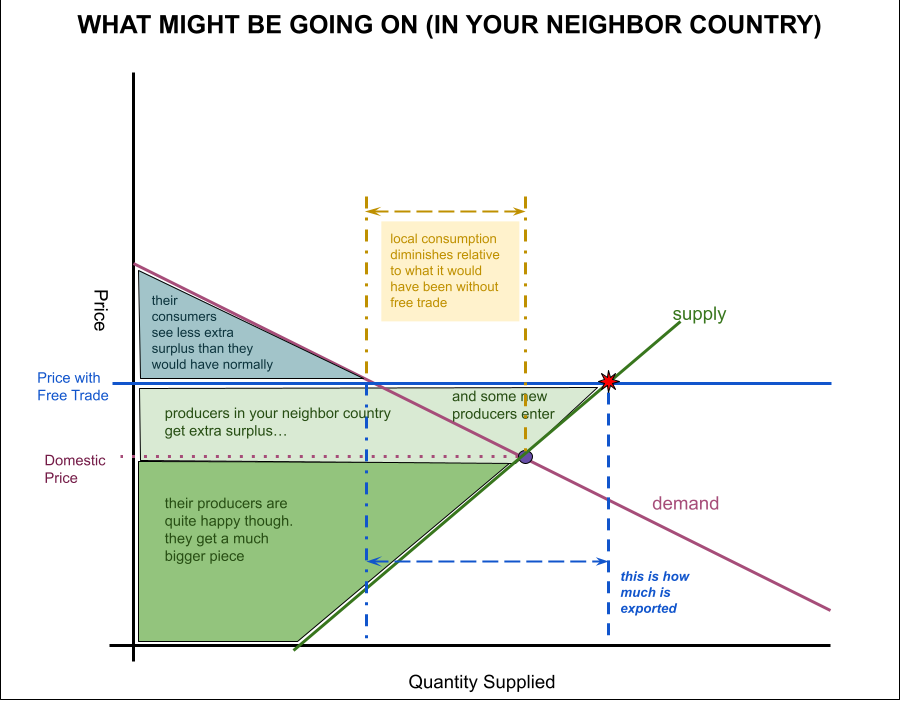 WHAT MIGHT BE GOING ON (IN YOUR NEIGHBOR COUNTRY)
local consumption
diminishes relative
to what it would
have been without
free trade
Price
their
consumers
see less extra
surplus than they
would have normally
supply
Price with
Free Trade
and some new
producers enter
producers in your neighbor country
get extra surplus…
Domestic
Price
their producers are
quite happy though.
they get a much
bigger piece
demand
this is how
much is
exported
Quantity Supplied